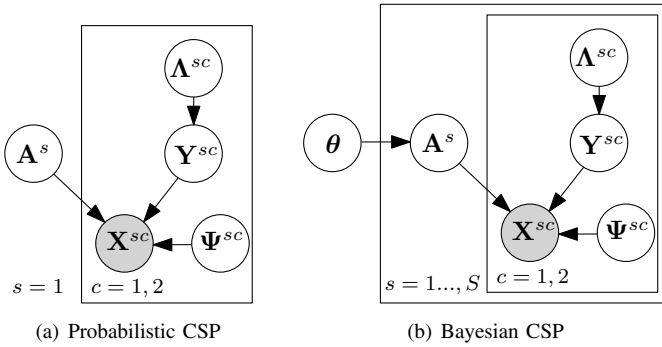 Λ^{sc}
A^s
Y^{sc}
X^{sc}
Ψ^{sc}
s = 1
c = 1, 2
(a) Probabilistic CSP
Λ^{sc}
θ
A^s
Y^{sc}
X^{sc}
Ψ^{sc}
s = 1..., S
c = 1, 2
(b) Bayesian CSP